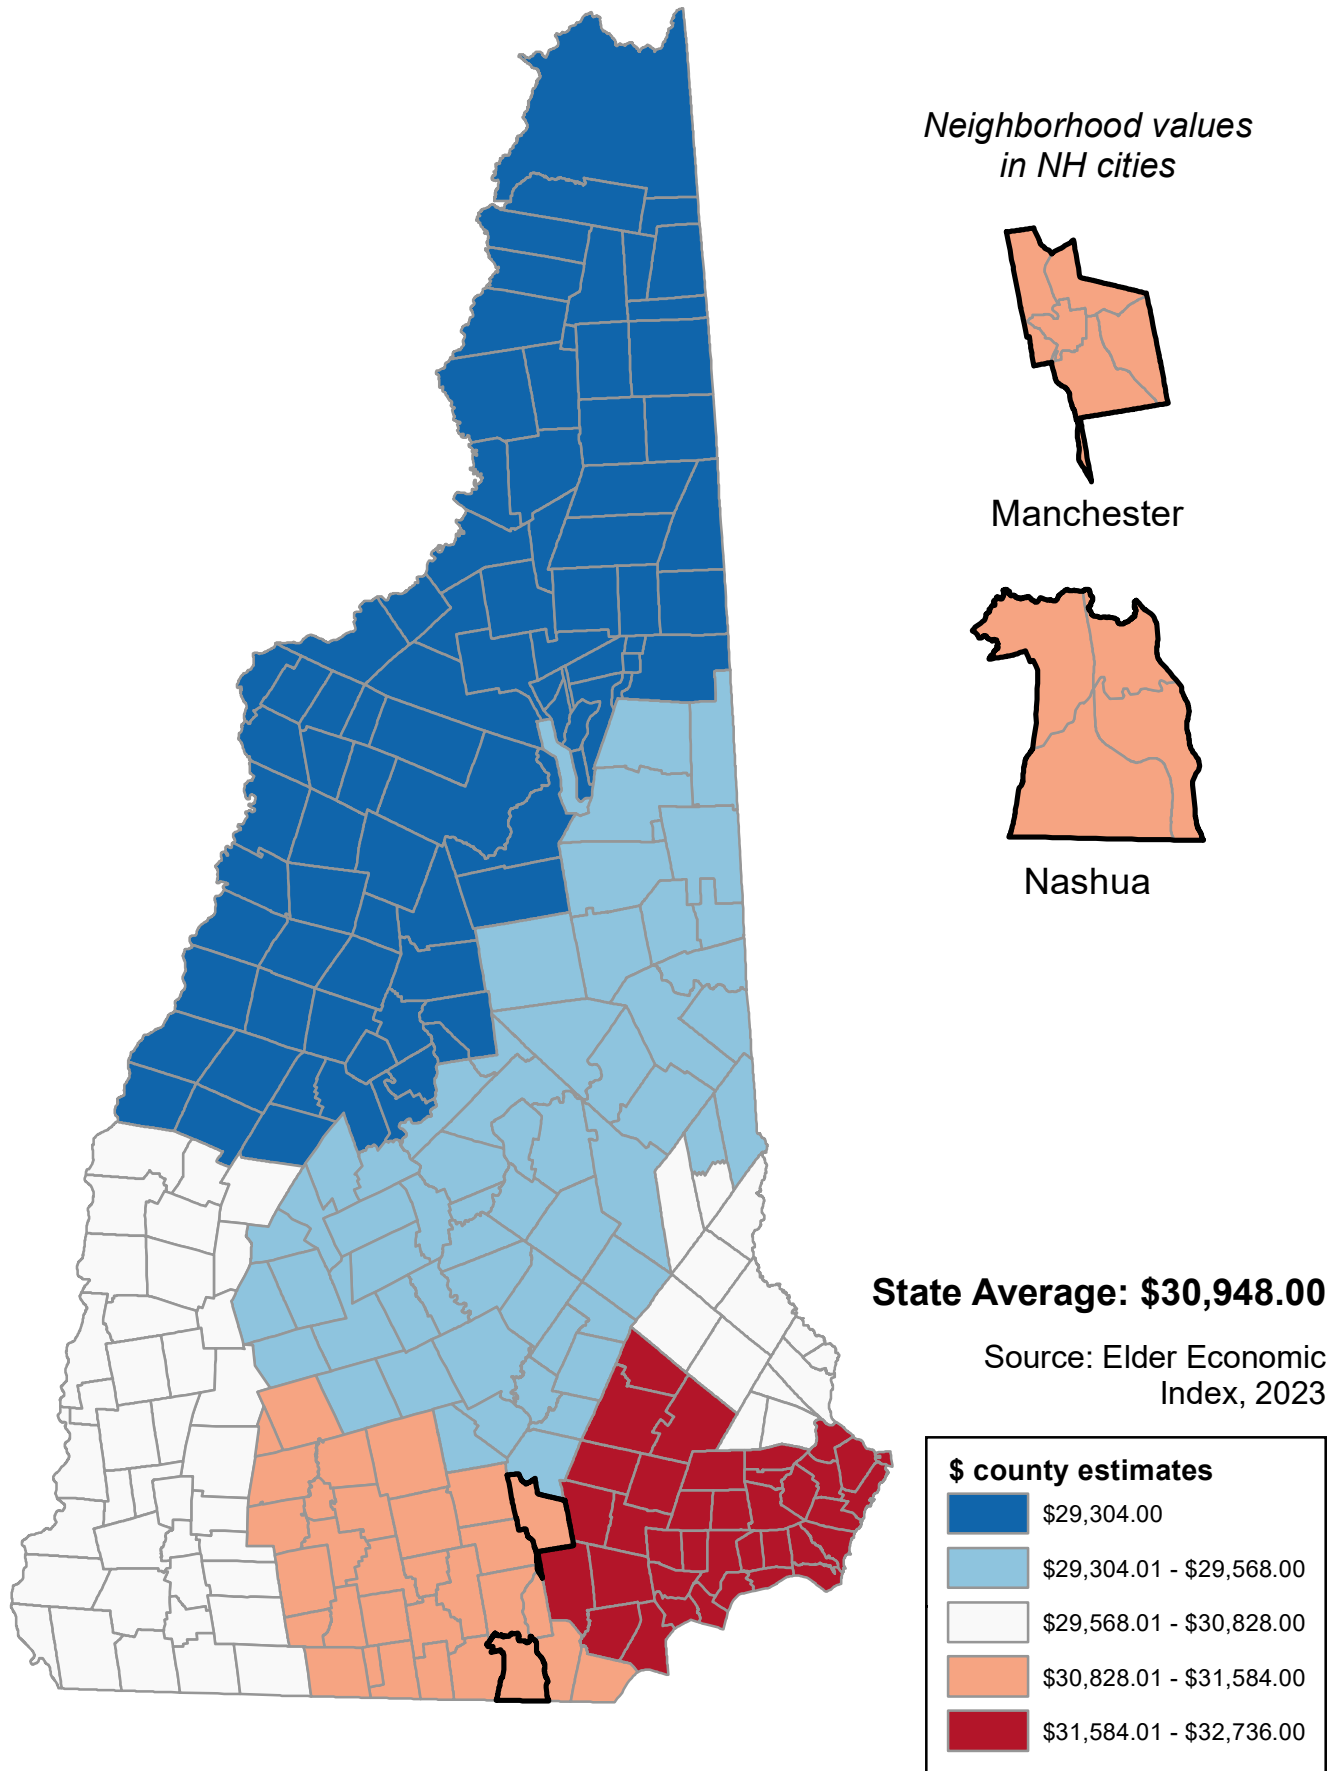 Neighborhood values
in NH cities
Manchester
Nashua
State Average: $30,948.00
Source: Elder Economic
Index, 2023
$ county estimates
$29,304.00
$29,304.01 - $29,568.00
$29,568.01 - $30,828.00
$30,828.01 - $31,584.00
$31,584.01 - $32,736.00